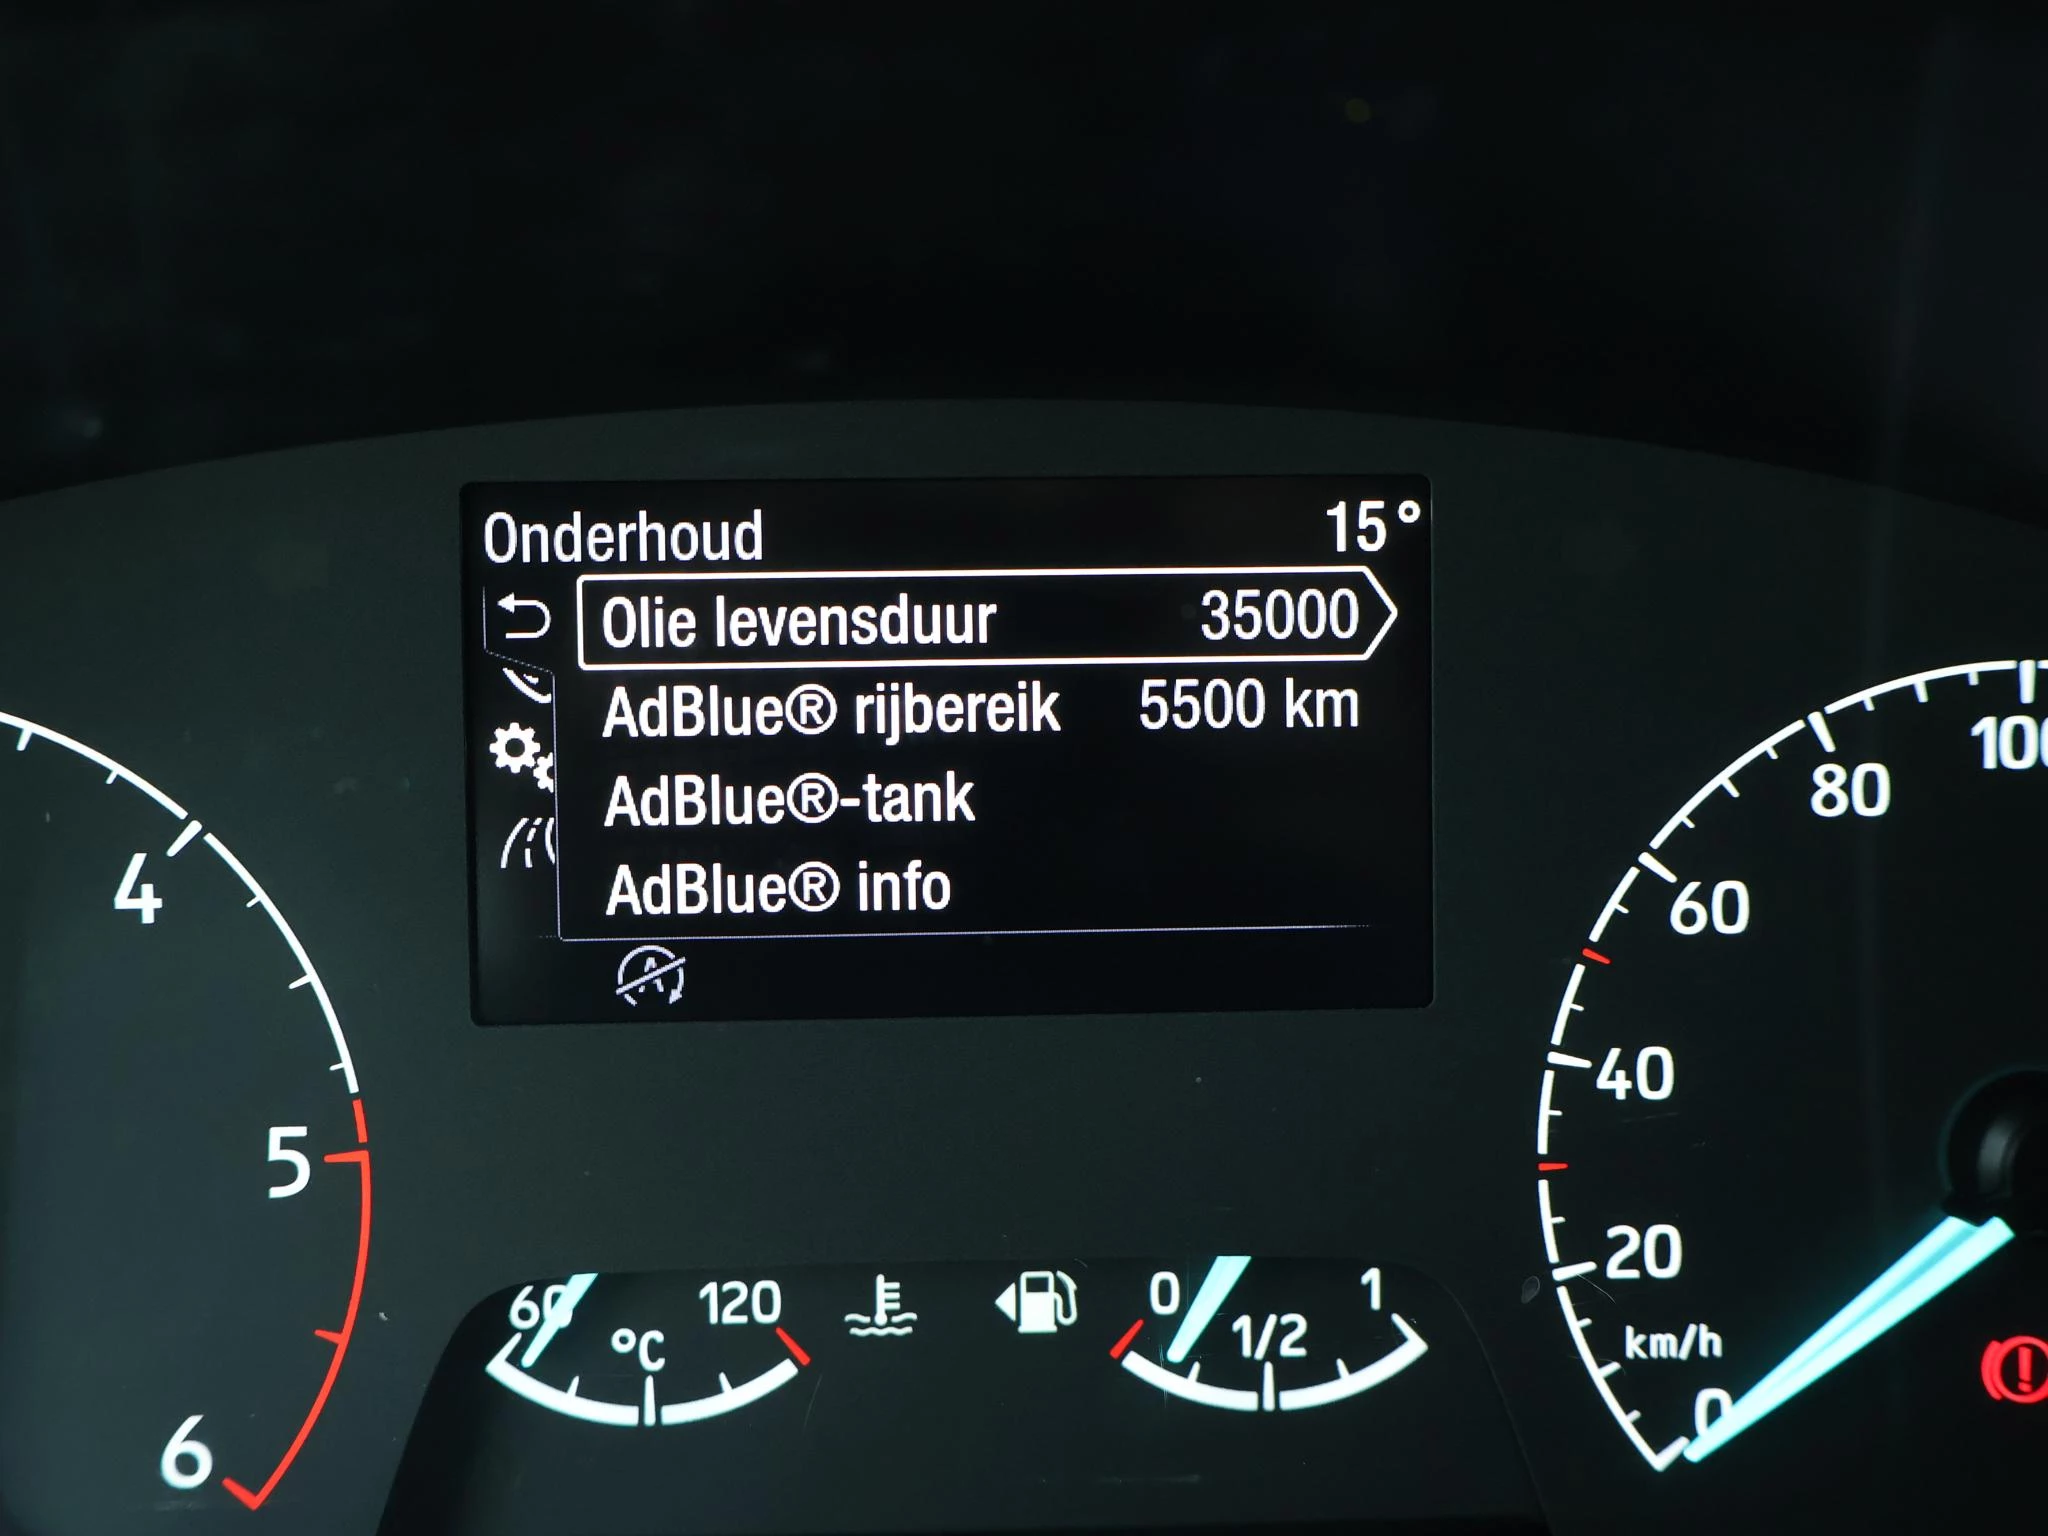 Onderhoud 15°
Olie levensduur 35000
AdBlue® rijbereik 5500 km
AdBlue®-tank
AdBlue® info
4
5
6
60 °C 120
0 1/2 1
100
80
60
40
20
km/h
0